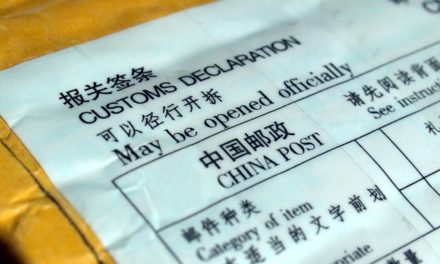 报关签条
CUSTOMS DECLARATION
可以径行开拆
May be opened officially
请先阅读背面
See instruc
中国邮政
CHINA POST
邮件种类
Category of item
适当的文字前划